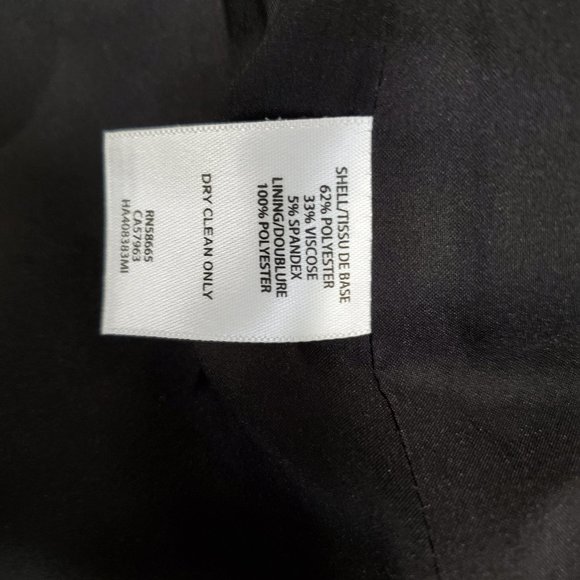 SHELL/TISSU DE BASE
62% POLYESTER
33% VISCOSE
5% SPANDEX
LINING/DOUBLURE
100% POLYESTER
DRY CLEAN ONLY
RN58665
CA57963
HA408383MI